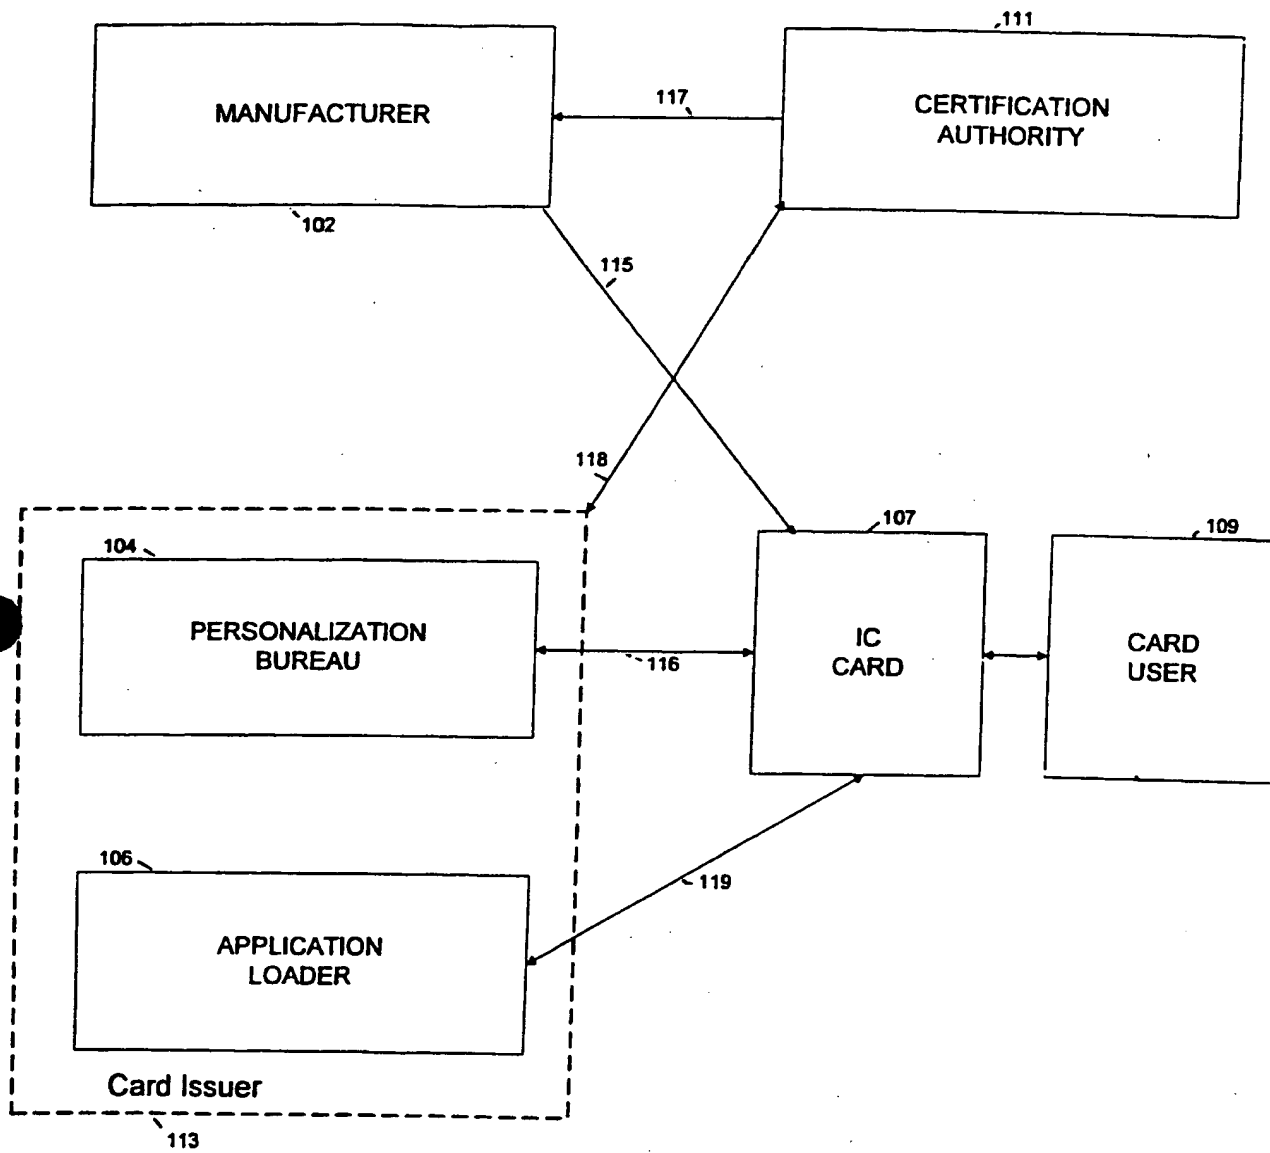 111
MANUFACTURER
117
CERTIFICATION
AUTHORITY
102
115
118
107
109
104
PERSONALIZATION
BUREAU
116
IC
CARD
CARD
USER
106
119
APPLICATION
LOADER
Card Issuer
113